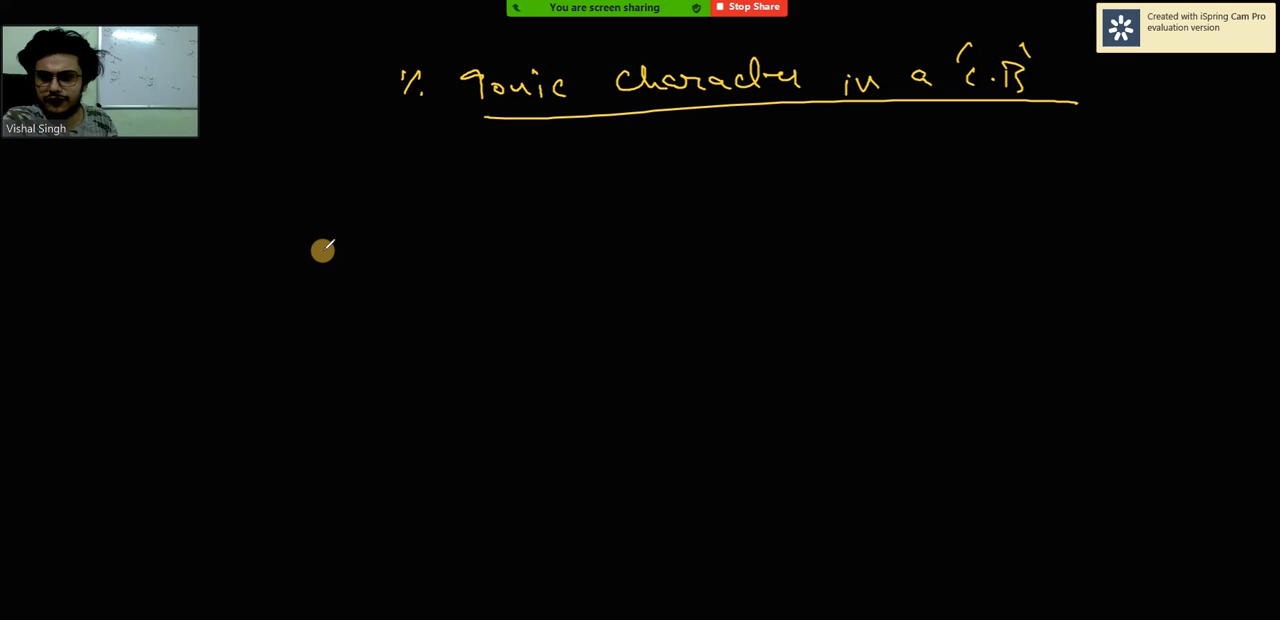 You are screen sharing
Stop Share
Created with iSpring Cam Pro
evaluation version
% Ionic character in a 'C.B'
Vishal Singh